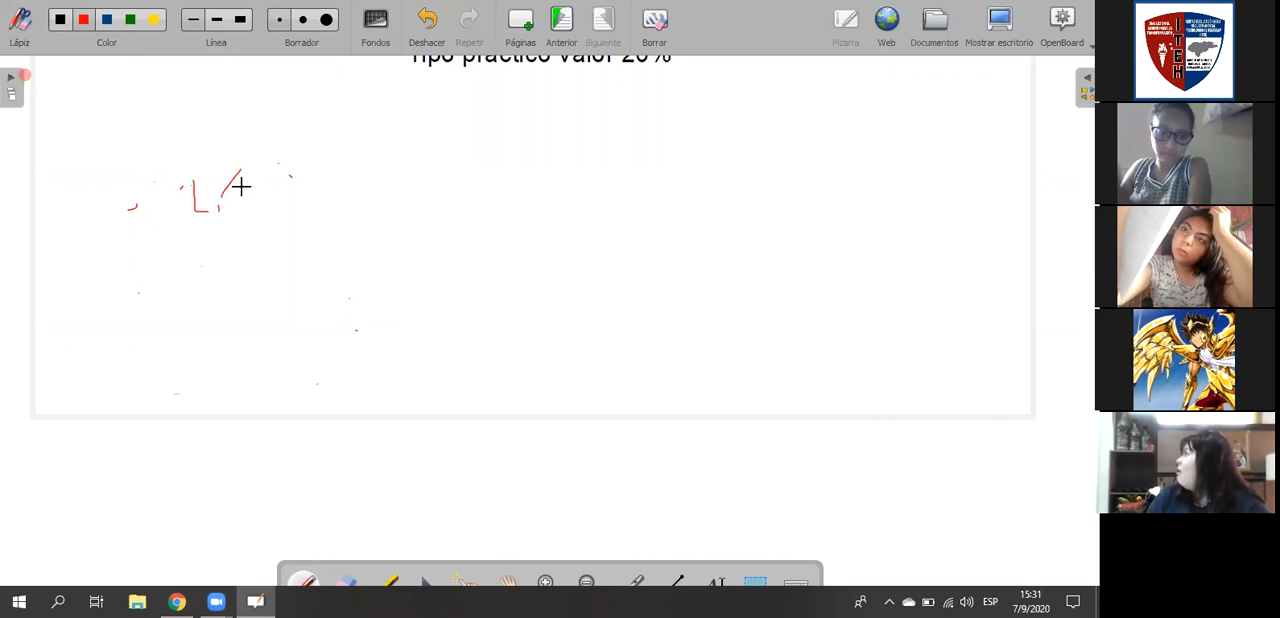 Lápiz
Color
Línea
Borrador
Fondos
Deshacer
Repetir
Páginas
Anterior
Siguiente
Borrar
Pizarra
Web
Documentos
Mostrar escritorio
OpenBoard
Tipo práctico Valor 20%
ITEH
ESP
15:31
7/9/2020